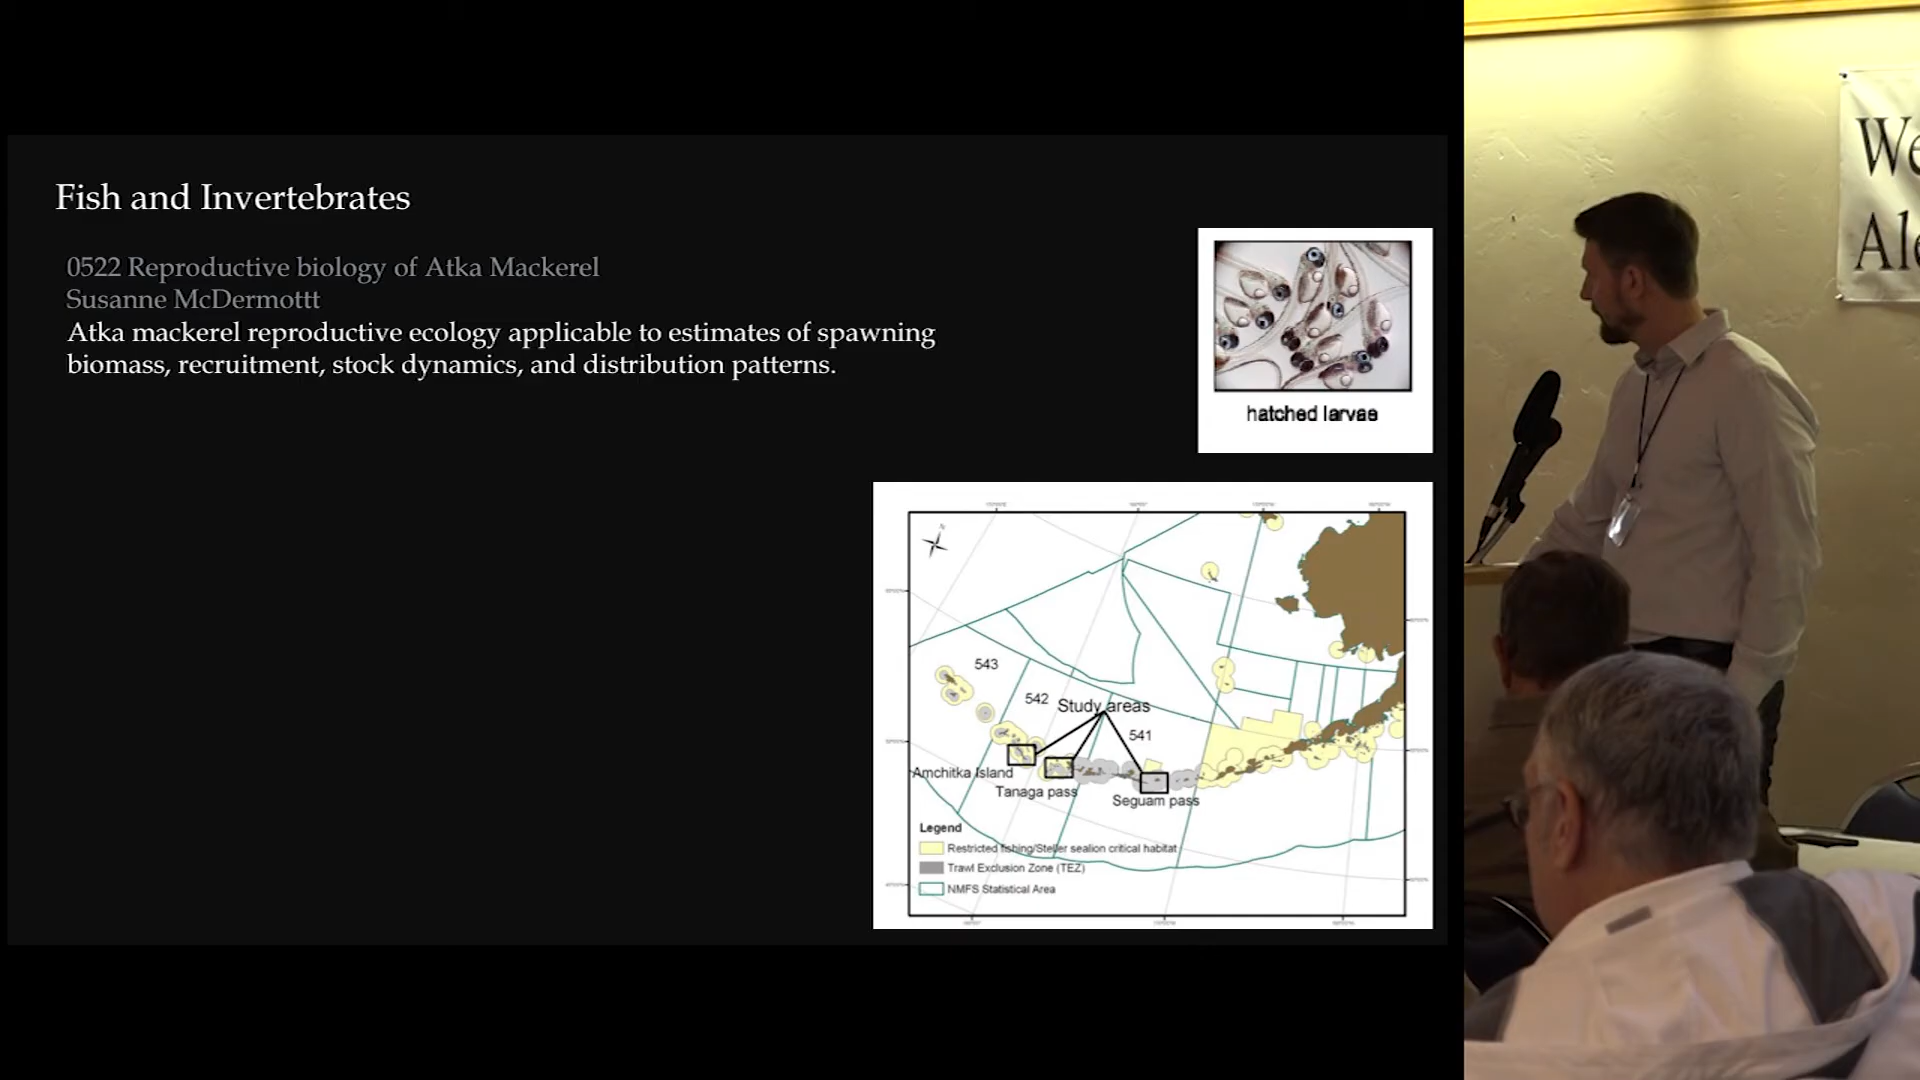 Fish and Invertebrates
0522 Reproductive biology of Atka Mackerel
Susanne McDermottt
Atka mackerel reproductive ecology applicable to estimates of spawning
biomass, recruitment, stock dynamics, and distribution patterns.
hatched larvae
N
543
542
Study areas
541
Amchitka Island
Tanaga pass
Seguam pass
Legend
Restricted fishing/Steller sealion critical habitat
Trawl Exclusion Zone (TEZ)
NMFS Statistical Area
We
Ale